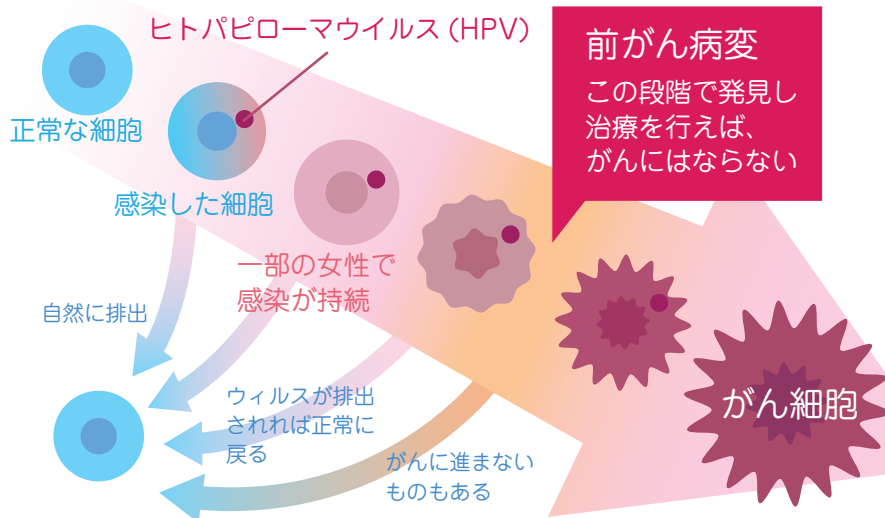 ヒトパピローマウイルス(HPV)
正常な細胞
感染した細胞
一部の女性で
感染が持続
前がん病変
この段階で発見し
治療を行えば、
がんにはならない
自然に排出
ウィルスが排出
されれば正常に
戻る
がんに進まない
ものもある
がん細胞